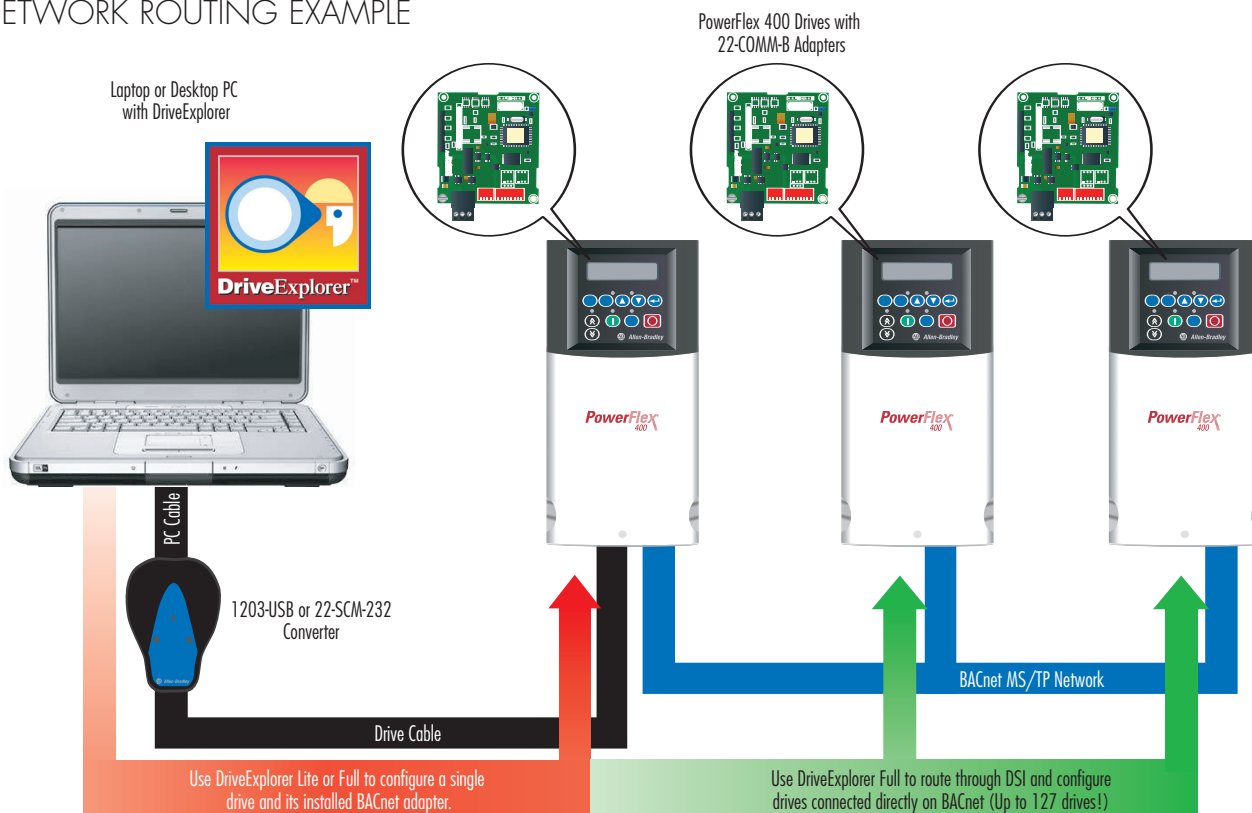 ETWORK ROUTING EXAMPLE
PowerFlex 400 Drives with
22-COMM-B Adapters
Laptop or Desktop PC
with DriveExplorer
DriveExplorer™
Allen-Bradley
Allen-Bradley
Allen-Bradley
PowerFlex
400
PowerFlex
400
PowerFlex
400
PC Cable
1203-USB or 22-SCM-232
Converter
Allen-Bradley
BACnet MS/TP Network
Drive Cable
Use DriveExplorer Lite or Full to configure a single
drive and its installed BACnet adapter.
Use DriveExplorer Full to route through DSI and configure
drives connected directly on BACnet (Up to 127 drives!)